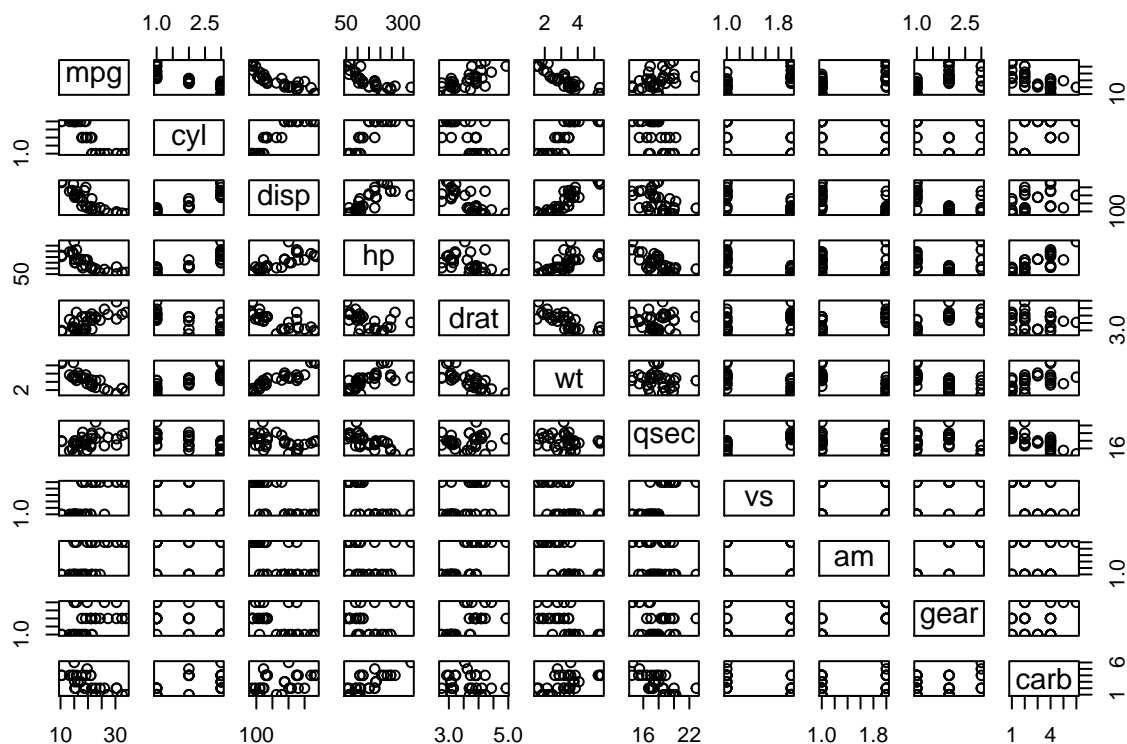 1.0 2.5 50 300 2 4 1.0 1.8 1.0 2.5
mpg 10
1.0 cyl
disp 100
50 hp
drat 3.0
2 wt
qsec 16
1.0 vs
am 1.0
1.0 gear
carb 1 6
10 30 100 3.0 5.0 16 22 1.0 1.8 1 4